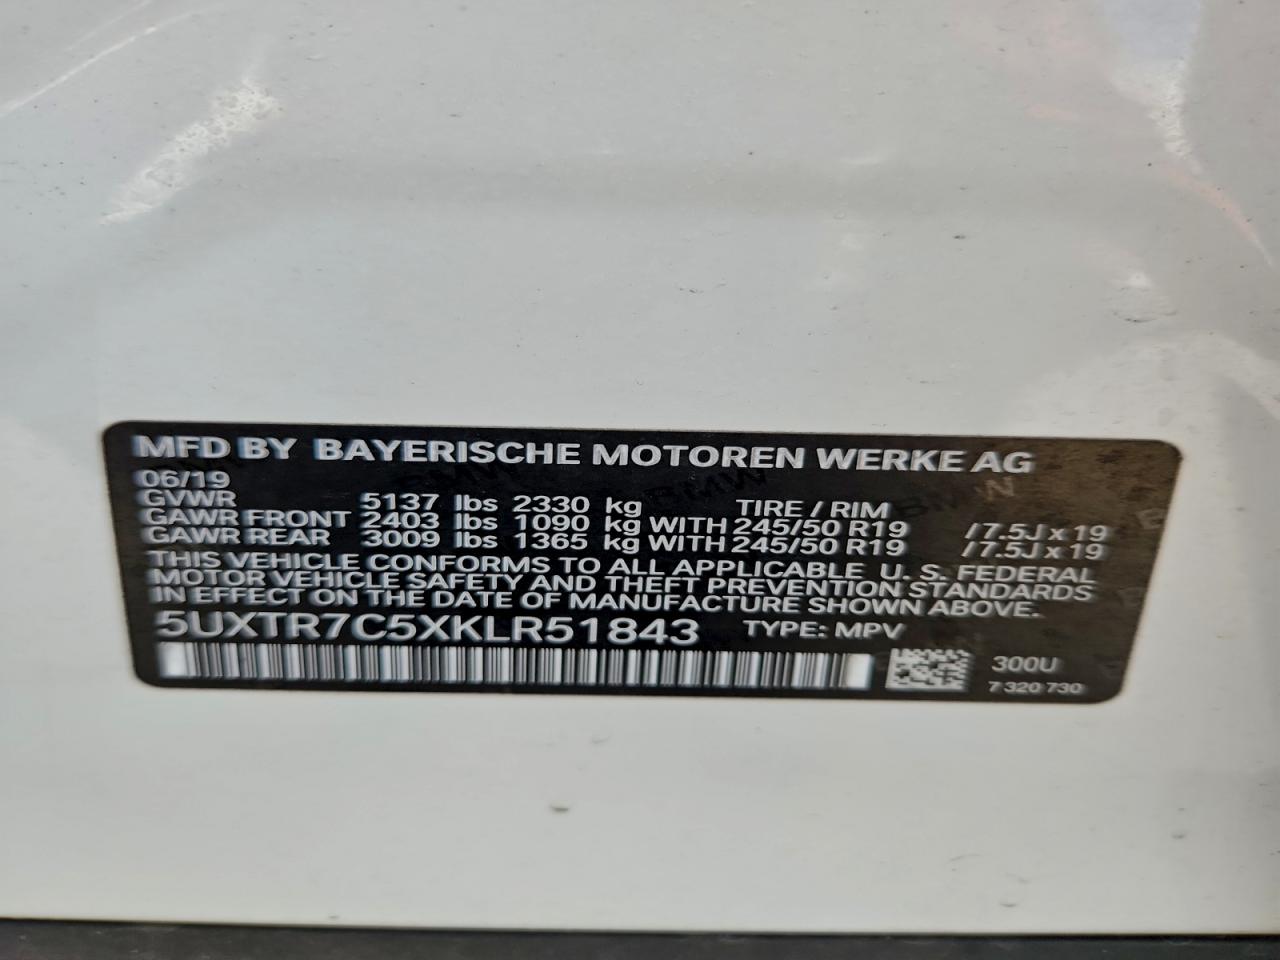 MFD BY BAYERISCHE MOTOREN WERKE AG
06/19
GVWR 5137 lbs 2330 kg TIRE / RIM
GAWR FRONT 2403 lbs 1090 kg WITH 245/50 R19 /7.5J x 19
GAWR REAR 3009 lbs 1365 kg WITH 245/50 R19 /7.5J x 19
THIS VEHICLE CONFORMS TO ALL APPLICABLE U. S. FEDERAL
MOTOR VEHICLE SAFETY AND THEFT PREVENTION STANDARDS
IN EFFECT ON THE DATE OF MANUFACTURE SHOWN ABOVE.
5UXTR7C5XKLR51843 TYPE: MPV
300U
7 320 730